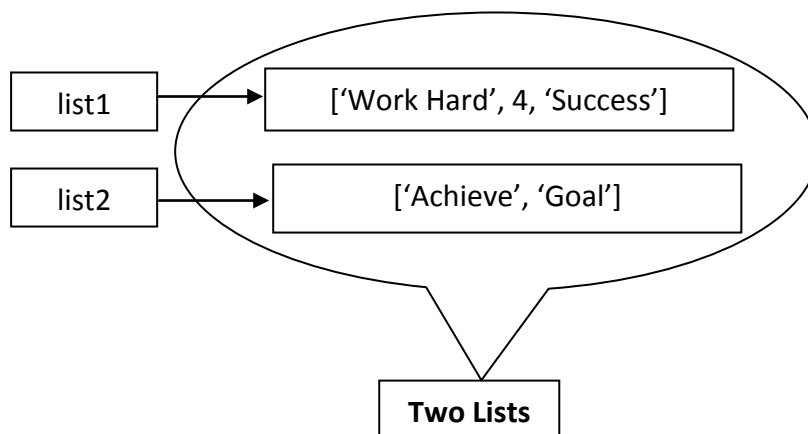 list1
[‘Work Hard’, 4, ‘Success’]
list2
[‘Achieve’, ‘Goal’]
Two Lists